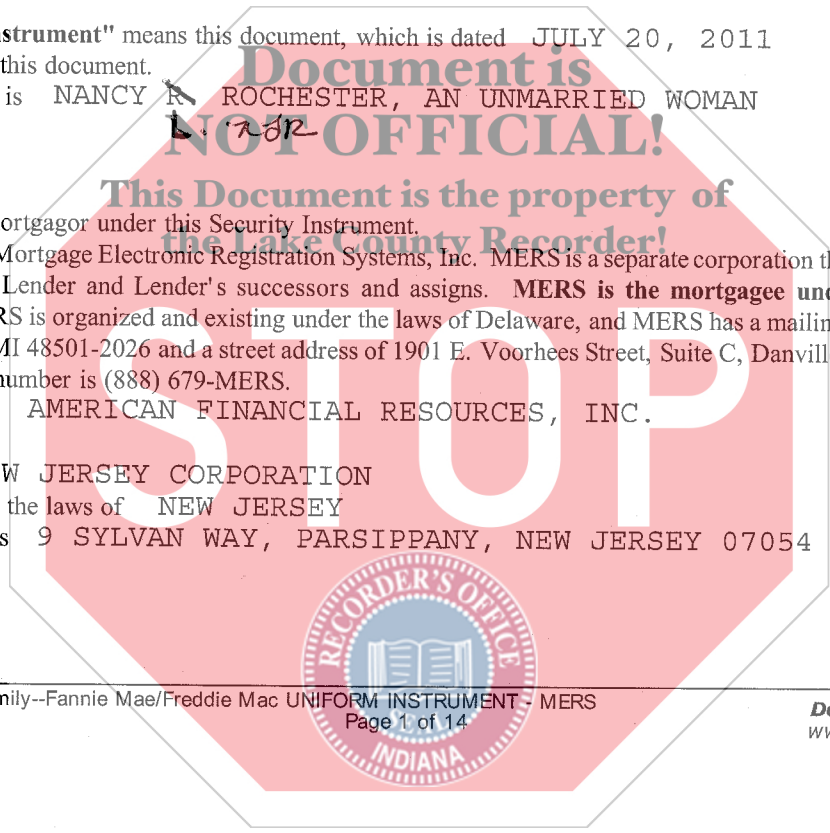 strument" means this document, which is dated JULY 20, 2011
this document.
is NANCY R ROCHESTER, AN UNMARRIED WOMAN
L.
Document is
NOT OFFICIAL!
This Document is the property of
the Lake County Recorder!
ortgagor under this Security Instrument.
Mortgage Electronic Registration Systems, Inc. MERS is a separate corporation th
Lender and Lender's successors and assigns. MERS is the mortgagee und
RS is organized and existing under the laws of Delaware, and MERS has a mailin
MI 48501-2026 and a street address of 1901 E. Voorhees Street, Suite C, Danvill
number is (888) 679-MERS.
STOP
AMERICAN FINANCIAL RESOURCES, INC.
W JERSEY CORPORATION
the laws of NEW JERSEY
s 9 SYLVAN WAY, PARSIPPANY, NEW JERSEY 07054
RECORDER'S OFFICE
SEAL
INDIANA
mily--Fannie Mae/Freddie Mac UNIFORM INSTRUMENT - MERS
Page 1 of 14
Do
ww